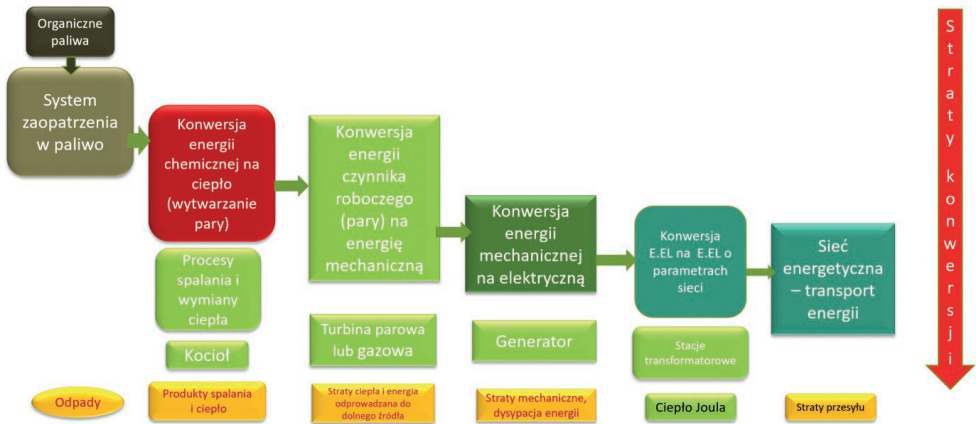 Organiczne
paliwa
System
zaopatrzenia
w paliwo
Konwersja
energii
chemicznej na
ciepło
(wytwarzanie
pary)
Procesy
spalania i
wymiany
ciepła
Kocioł
Konwersja
energii
czynnika
roboczego
(pary) na
energię
mechaniczną
Turbina parowa
lub gazowa
Konwersja
energii
mechanicznej
na elektryczną
Generator
Konwersja
E.EL na E.EL o
parametrach
sieci
Stacje
transformatorowe
Sieć
energetyczna
– transport
energii
Odpady
Produkty spalania
i ciepło
Straty ciepła i energia
odprowadzana do
dolnego źródła
Straty mechaniczne,
dysypacja energii
Ciepło Joula
Straty przesyłu
Straty konwersji